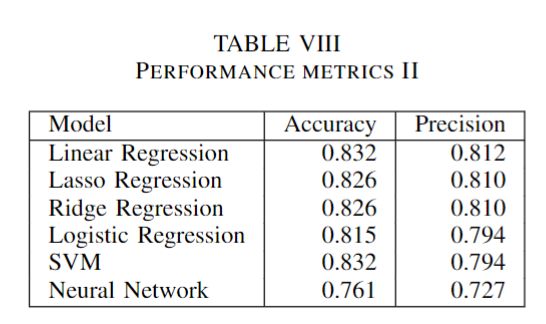 TABLE VIII
PERFORMANCE METRICS II
Model Accuracy Precision
Linear Regression 0.832 0.812
Lasso Regression 0.826 0.810
Ridge Regression 0.826 0.810
Logistic Regression 0.815 0.794
SVM 0.832 0.794
Neural Network 0.761 0.727